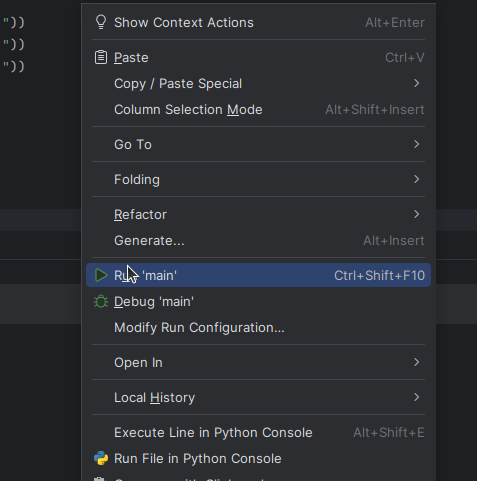 "))
"))
"))
Show Context Actions Alt+Enter
Paste Ctrl+V
Copy / Paste Special
Column Selection Mode Alt+Shift+Insert
Go To
Folding
Refactor
Generate... Alt+Insert
Run 'main' Ctrl+Shift+F10
Debug 'main'
Modify Run Configuration...
Open In
Local History
Execute Line in Python Console Alt+Shift+E
Run File in Python Console